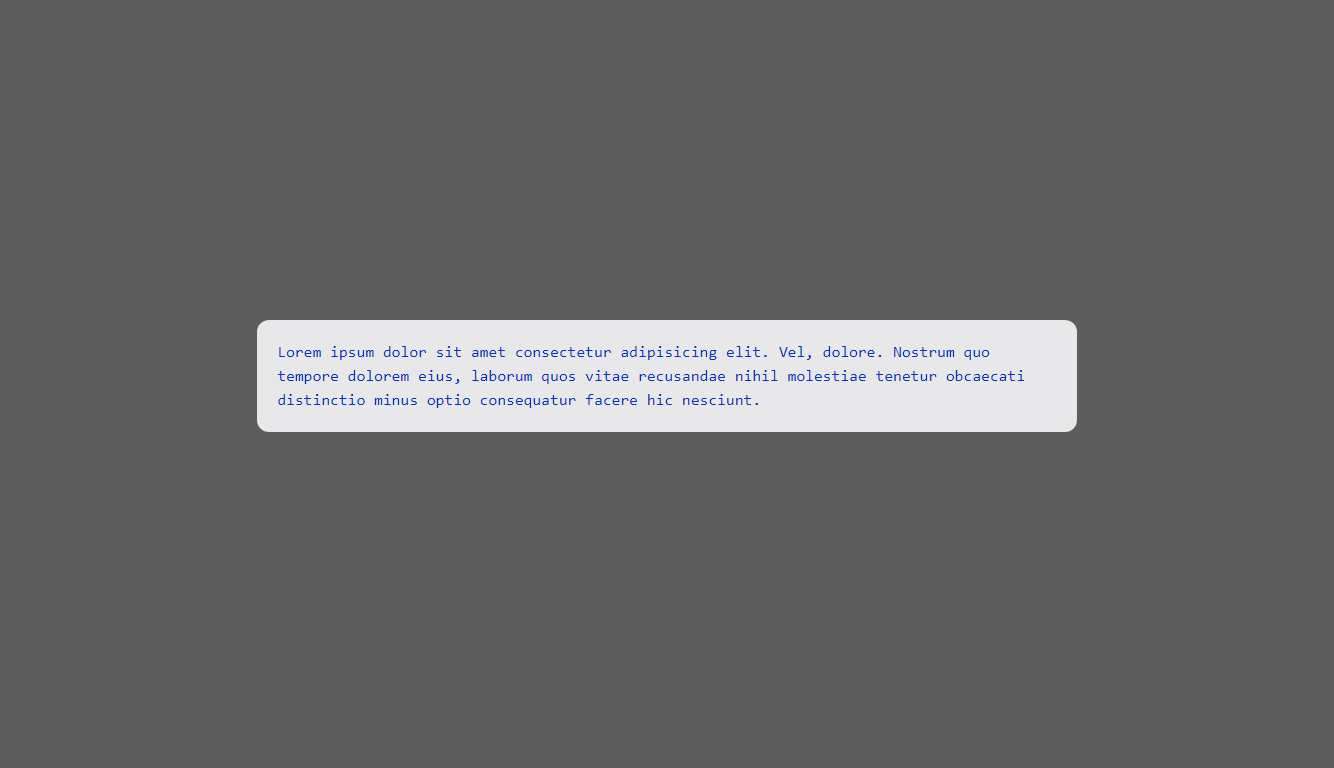 Lorem ipsum dolor sit amet consectetur adipisicing elit. Vel, dolore. Nostrum quo
tempore dolorem eius, laborum quos vitae recusandae nihil molestiae tenetur obcaecati
distinctio minus optio consequatur facere hic nesciunt.